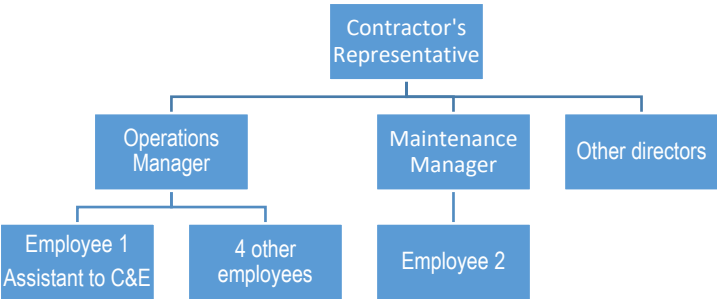 Contractor's
Representative
Operations
Manager
Maintenance
Manager
Other directors
Employee 1
Assistant to C&E
4 other
employees
Employee 2